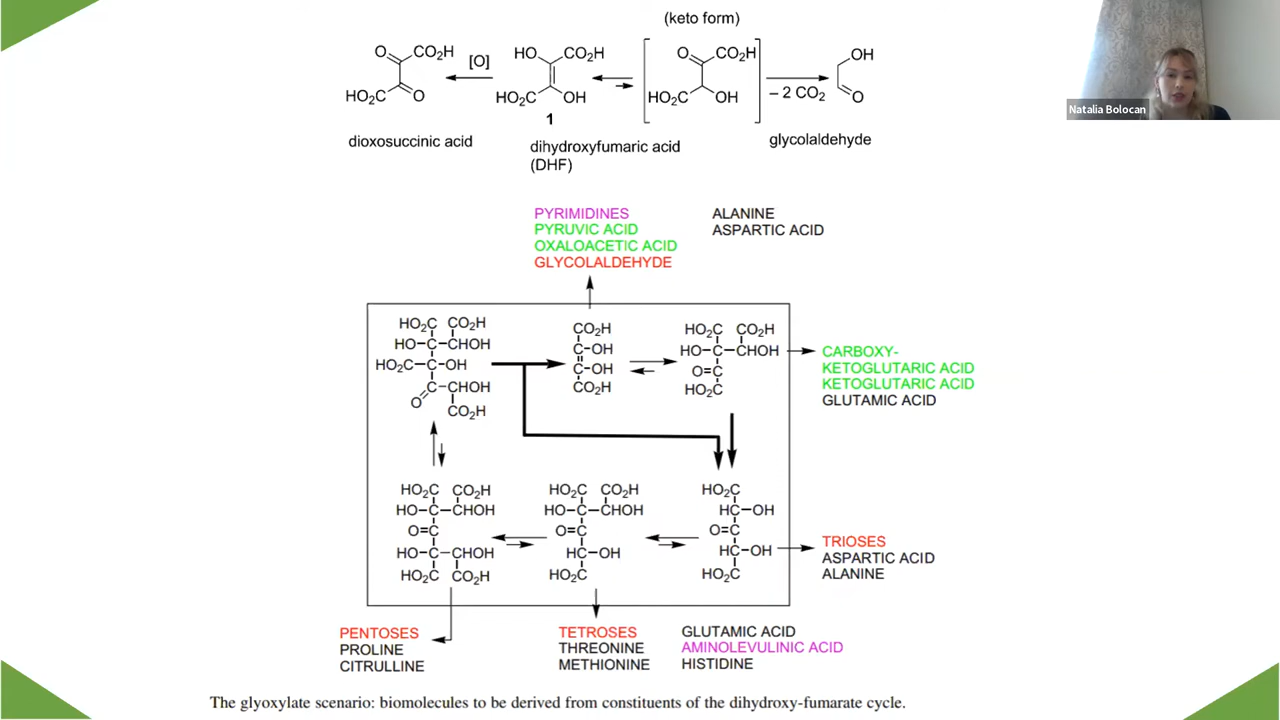 (keto form)
O CO₂H [O] HO CO₂H O CO₂H OH
HO₂C O HO₂C OH HO₂C OH – 2 CO₂ O
1
dioxosuccinic acid dihydroxyfumaric acid glycolaldehyde
(DHF)
Natalia Bolocan
PYRIMIDINES ALANINE
PYRUVIC ACID ASPARTIC ACID
OXALOACETIC ACID
GLYCOLALDEHYDE
HO₂C CO₂H
HO–C–CHOH
HO₂C–C–OH
C–CHOH
O CO₂H
CO₂H
C–OH
C–OH
CO₂H
HO₂C CO₂H
HO–C–CHOH
O=C
HO₂C
CARBOXY-
KETOGLUTARIC ACID
KETOGLUTARIC ACID
GLUTAMIC ACID
HO₂C CO₂H
HO–C–CHOH
O=C
HO–C–CHOH
HO₂C CO₂H
HO₂C CO₂H
HO–C–CHOH
O=C
HC–OH
HO₂C
HO₂C
HC–OH
O=C
HC–OH
HO₂C
TRIOSES
ASPARTIC ACID
ALANINE
PENTOSES
PROLINE
CITRULLINE
TETROSES
THREONINE
METHIONINE
GLUTAMIC ACID
AMINOLEVULINIC ACID
HISTIDINE
The glyoxylate scenario: biomolecules to be derived from constituents of the dihydroxy-fumarate cycle.